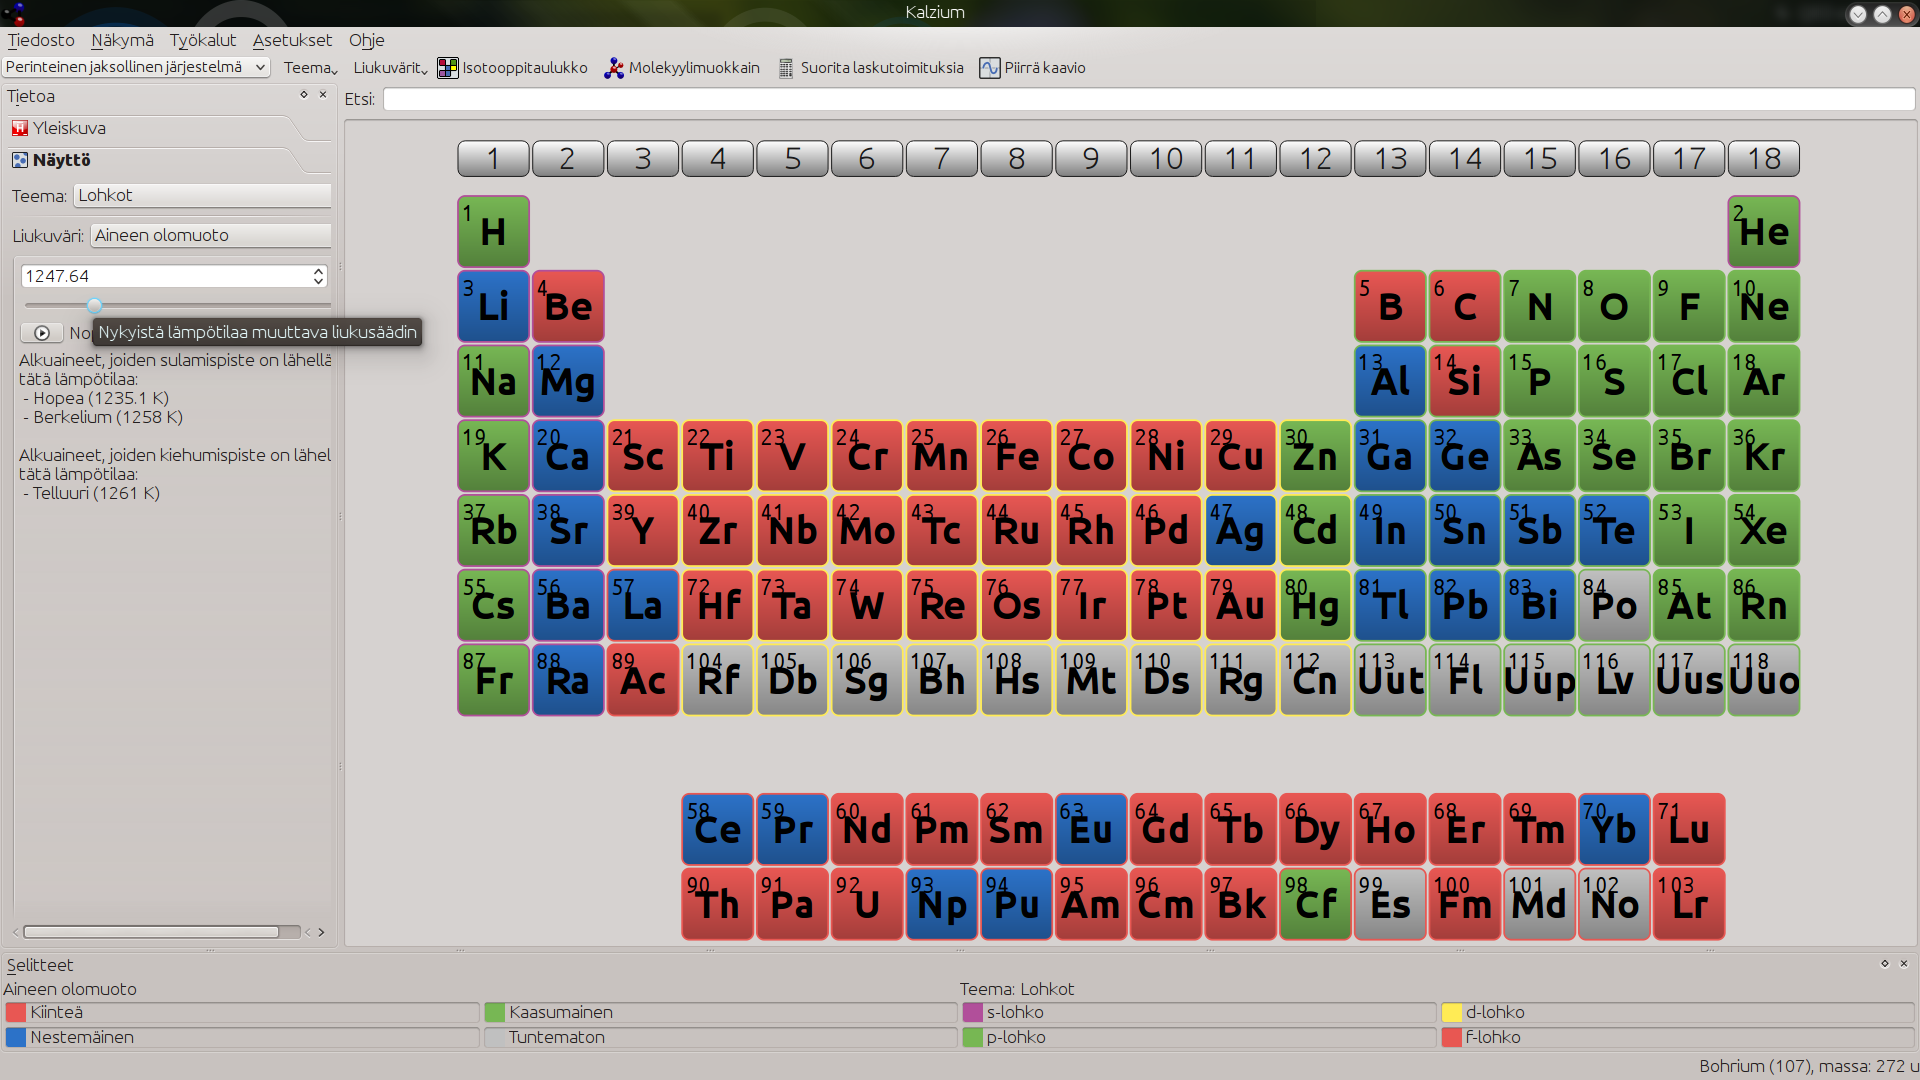 Kalzium
Tiedosto Näkymä Työkalut Asetukset Ohje
Perinteinen jaksollinen järjestelmä Teema Liukuvärit Isotooppitaulukko Molekyylimuokkain Suorita laskutoimituksia Piirrä kaavio
Tietoa
Etsi:
Yleiskuva
Näyttö
Teema: Lohkot
Liukuväri: Aineen olomuoto
1247.64
Nykyistä lämpötilaa muuttava liukusäädin
Alkuaineet, joiden sulamispiste on lähellä
tätä lämpötilaa:
- Hopea (1235.1 K)
- Berkelium (1258 K)
Alkuaineet, joiden kiehumispiste on lähel
tätä lämpötilaa:
- Telluuri (1261 K)
1 2 3 4 5 6 7 8 9 10 11 12 13 14 15 16 17 18
1 H 2 He
3 Li 4 Be 5 B 6 C 7 N 8 O 9 F 10 Ne
11 Na 12 Mg 13 Al 14 Si 15 P 16 S 17 Cl 18 Ar
19 K 20 Ca 21 Sc 22 Ti 23 V 24 Cr 25 Mn 26 Fe 27 Co 28 Ni 29 Cu 30 Zn 31 Ga 32 Ge 33 As 34 Se 35 Br 36 Kr
37 Rb 38 Sr 39 Y 40 Zr 41 Nb 42 Mo 43 Tc 44 Ru 45 Rh 46 Pd 47 Ag 48 Cd 49 In 50 Sn 51 Sb 52 Te 53 I 54 Xe
55 Cs 56 Ba 57 La 72 Hf 73 Ta 74 W 75 Re 76 Os 77 Ir 78 Pt 79 Au 80 Hg 81 Tl 82 Pb 83 Bi 84 Po 85 At 86 Rn
87 Fr 88 Ra 89 Ac 104 Rf 105 Db 106 Sg 107 Bh 108 Hs 109 Mt 110 Ds 111 Rg 112 Cn 113 Uut 114 Fl 115 Uup 116 Lv 117 Uus 118 Uuo
58 Ce 59 Pr 60 Nd 61 Pm 62 Sm 63 Eu 64 Gd 65 Tb 66 Dy 67 Ho 68 Er 69 Tm 70 Yb 71 Lu
90 Th 91 Pa 92 U 93 Np 94 Pu 95 Am 96 Cm 97 Bk 98 Cf 99 Es 100 Fm 101 Md 102 No 103 Lr
Selitteet
Aineen olomuoto Teema: Lohkot
Kiinteä Kaasumainen s-lohko d-lohko
Nestemäinen Tuntematon p-lohko f-lohko
Bohrium (107), massa: 272 u